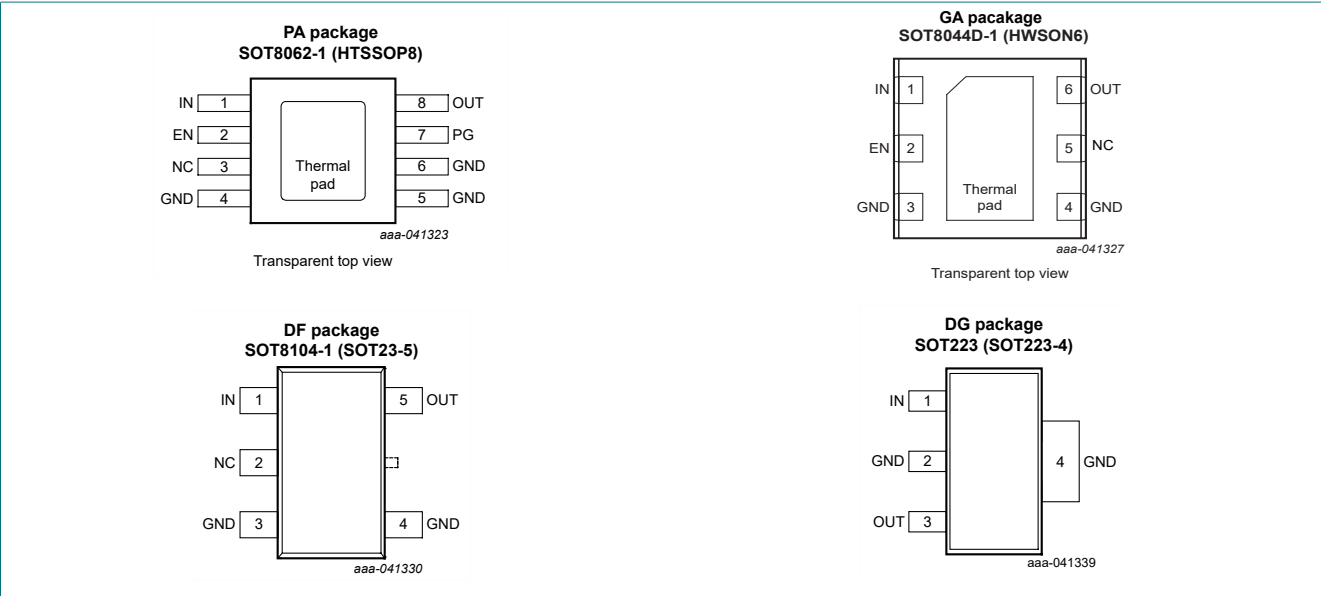 PA package
SOT8062-1 (HTSSOP8)
IN 1 8 OUT
EN 2 7 PG
NC 3 6 GND
GND 4 5 GND
Thermal
pad
aaa-041323
Transparent top view
GA pacakage
SOT8044D-1 (HWSON6)
IN 1 6 OUT
EN 2 5 NC
GND 3 4 GND
Thermal
pad
aaa-041327
Transparent top view
DF package
SOT8104-1 (SOT23-5)
IN 1 5 OUT
NC 2
GND 3 4 GND
aaa-041330
DG package
SOT223 (SOT223-4)
IN 1
GND 2 4 GND
OUT 3
aaa-041339